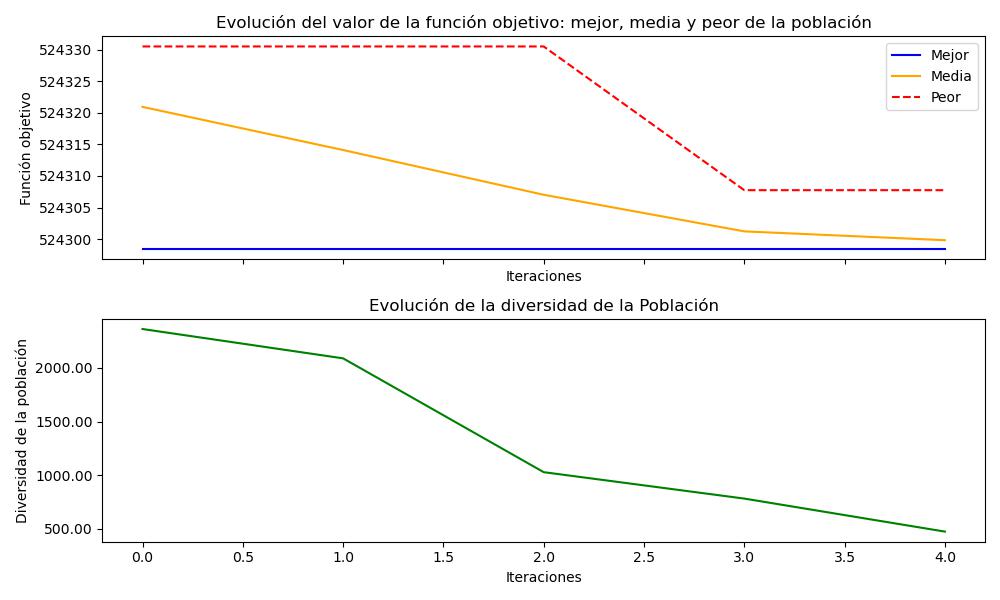 Evolución del valor de la función objetivo: mejor, media y peor de la población
524330
524325
524320
524315
524310
524305
524300
Función objetivo
Mejor
Media
Peor
Iteraciones
Evolución de la diversidad de la Población
2000.00
1500.00
1000.00
500.00
Diversidad de la población
0.0 0.5 1.0 1.5 2.0 2.5 3.0 3.5 4.0
Iteraciones